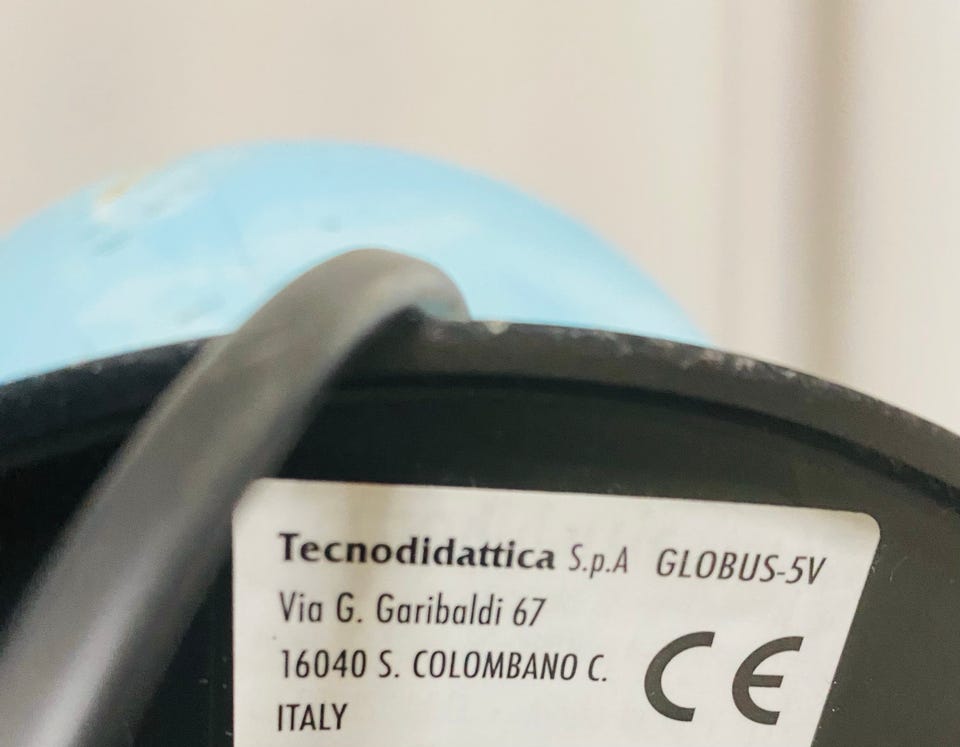 Tecnodidattica S.p.A GLOBUS-5V
Via G. Garibaldi 67
16040 S. COLOMBANO C.
ITALY
CE